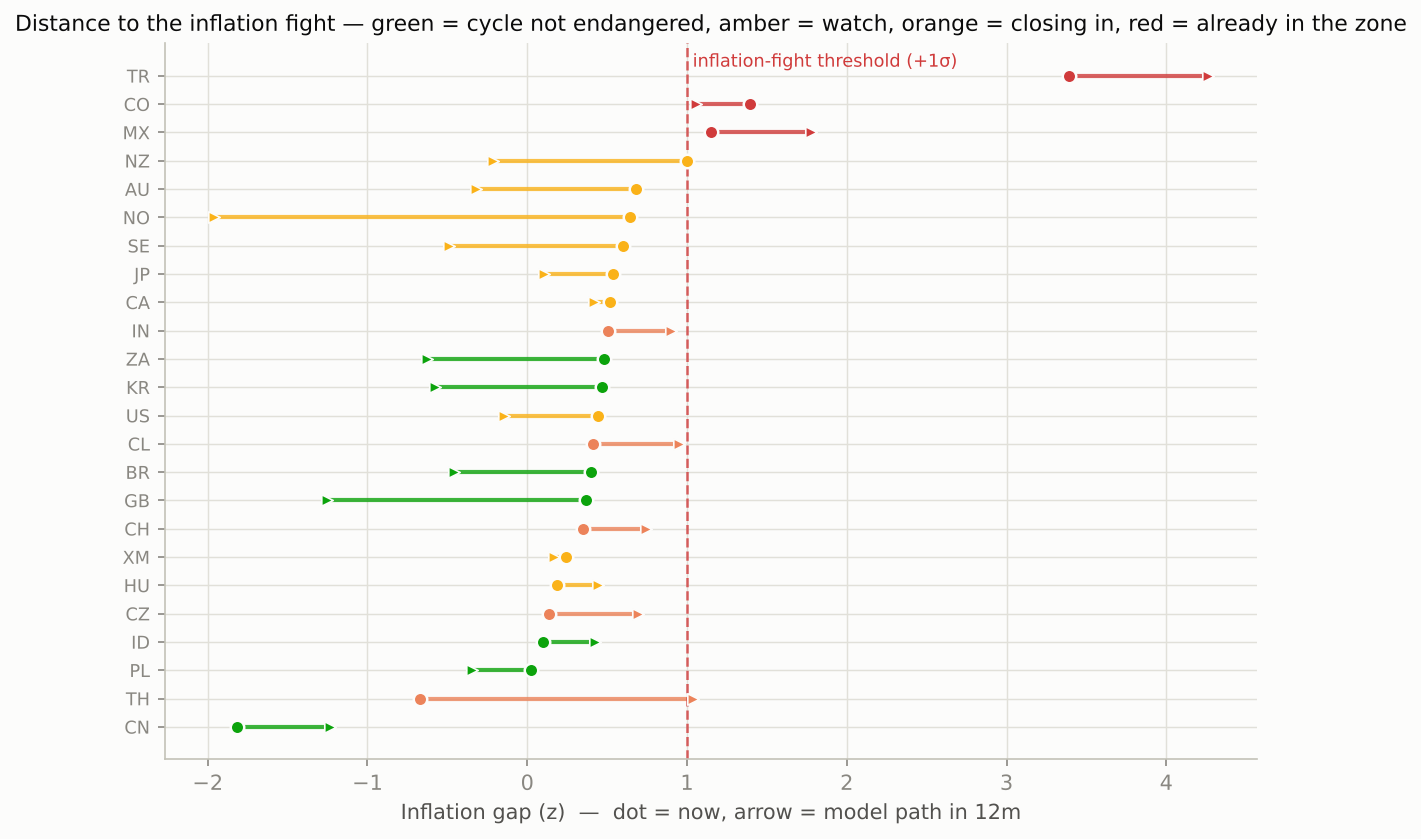 Distance to the inflation fight — green = cycle not endangered, amber = watch, orange = closing in, red = already in the zone
inflation-fight threshold (+1σ)
TR
CO
MX
NZ
AU
NO
SE
JP
CA
IN
ZA
KR
US
CL
BR
GB
CH
XM
HU
CZ
ID
PL
TH
CN
−2 −1 0 1 2 3 4
Inflation gap (z) — dot = now, arrow = model path in 12m